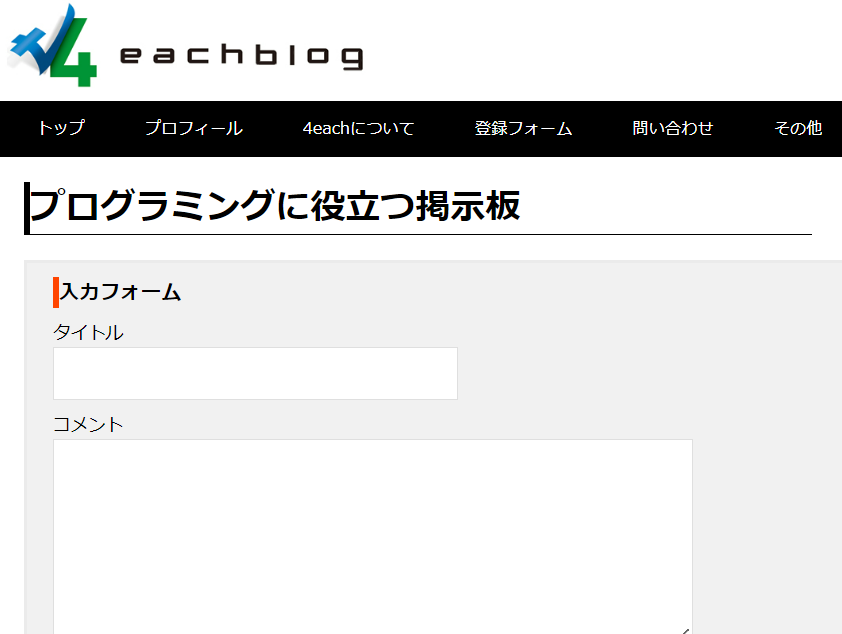 4eachblog
トップ プロフィール 4eachについて 登録フォーム 問い合わせ その他
プログラミングに役立つ掲示板
入力フォーム
タイトル
コメント